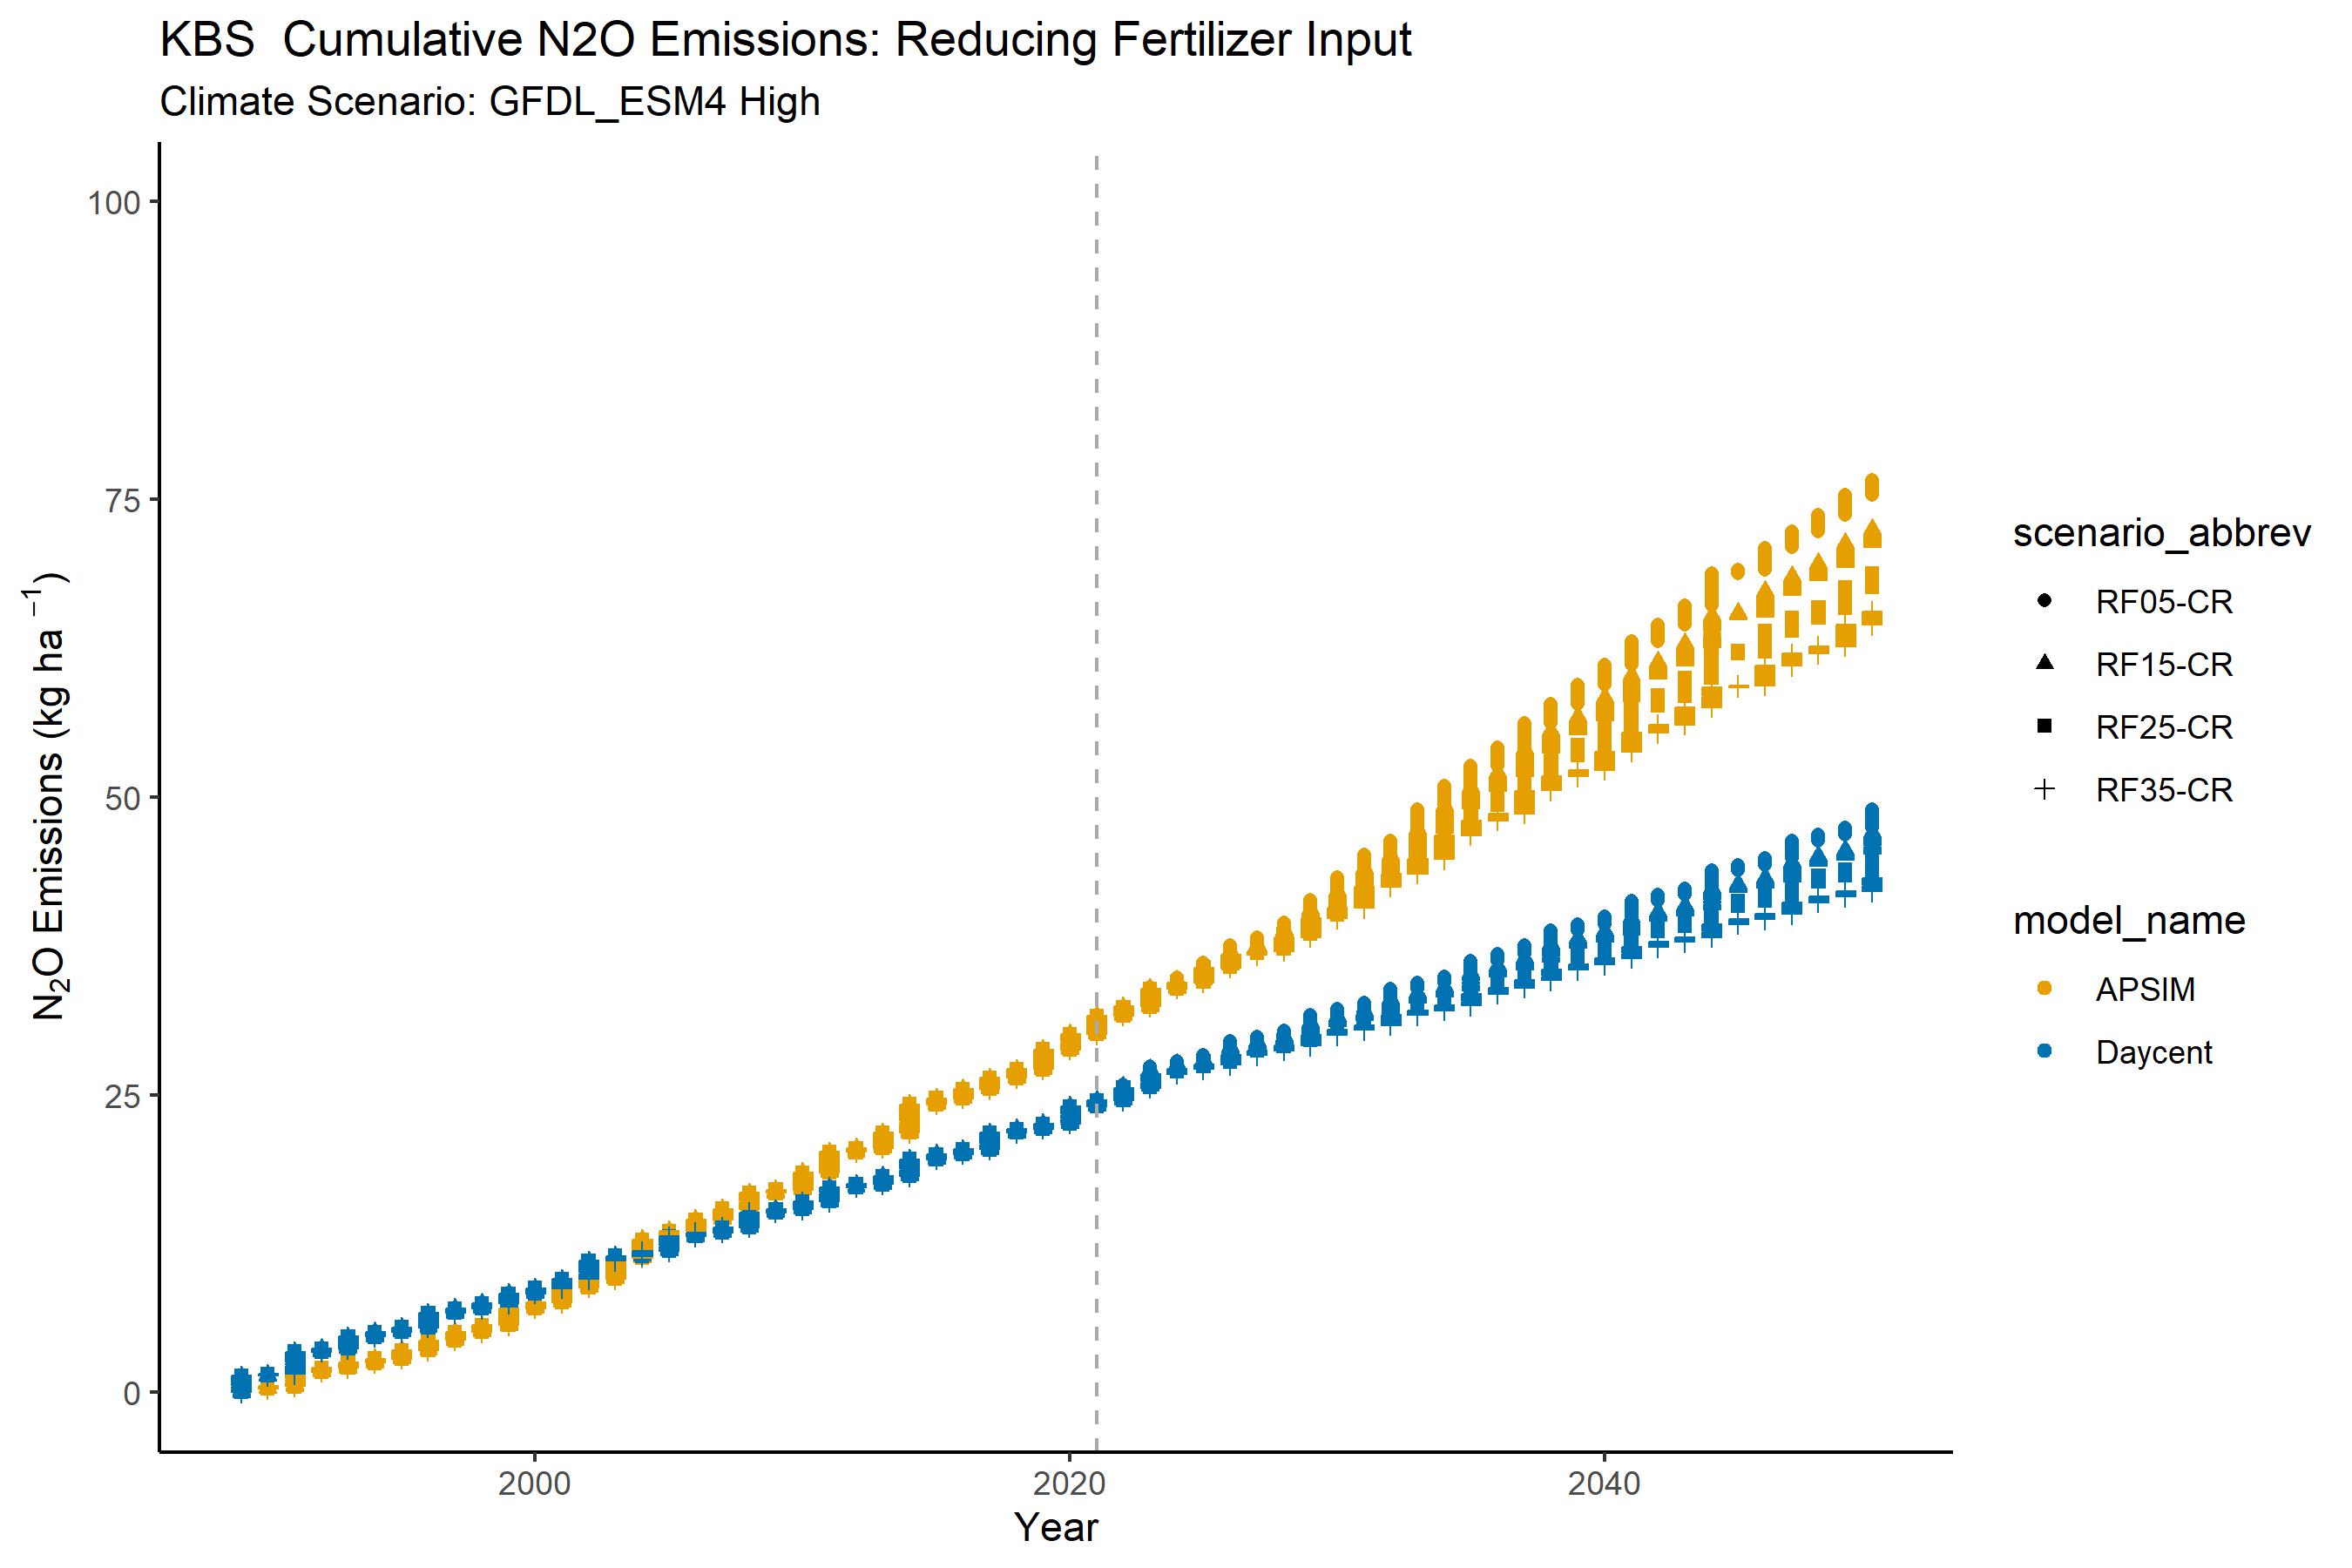 KBS  Cumulative N2O Emissions: Reducing Fertilizer Input
Climate Scenario: GFDL_ESM4 High
N₂O Emissions (kg ha ⁻¹)
100
75
50
25
0
2000
2020
2040
Year
scenario_abbrev
RF05-CR
RF15-CR
RF25-CR
RF35-CR
model_name
APSIM
Daycent